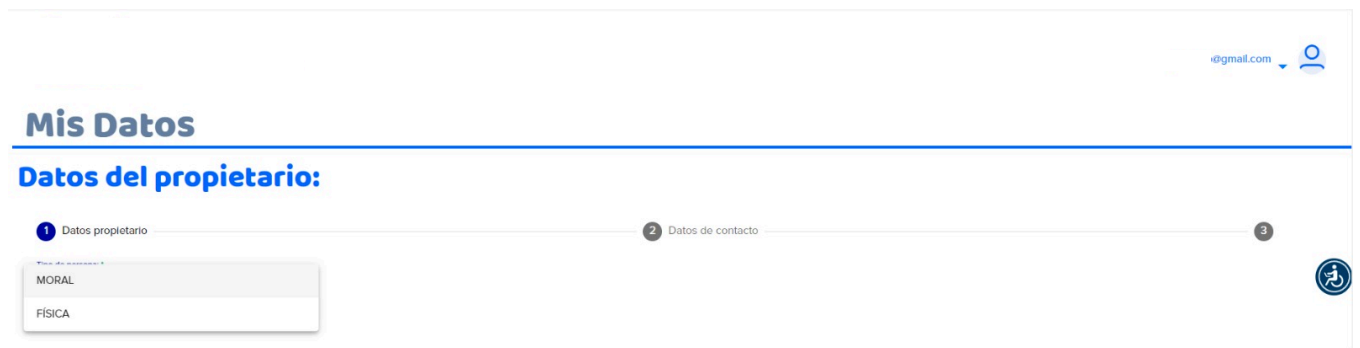 @gmail.com
Mis Datos
Datos del propietario:
1 Datos propietario
2 Datos de contacto
3
MORAL
FÍSICA